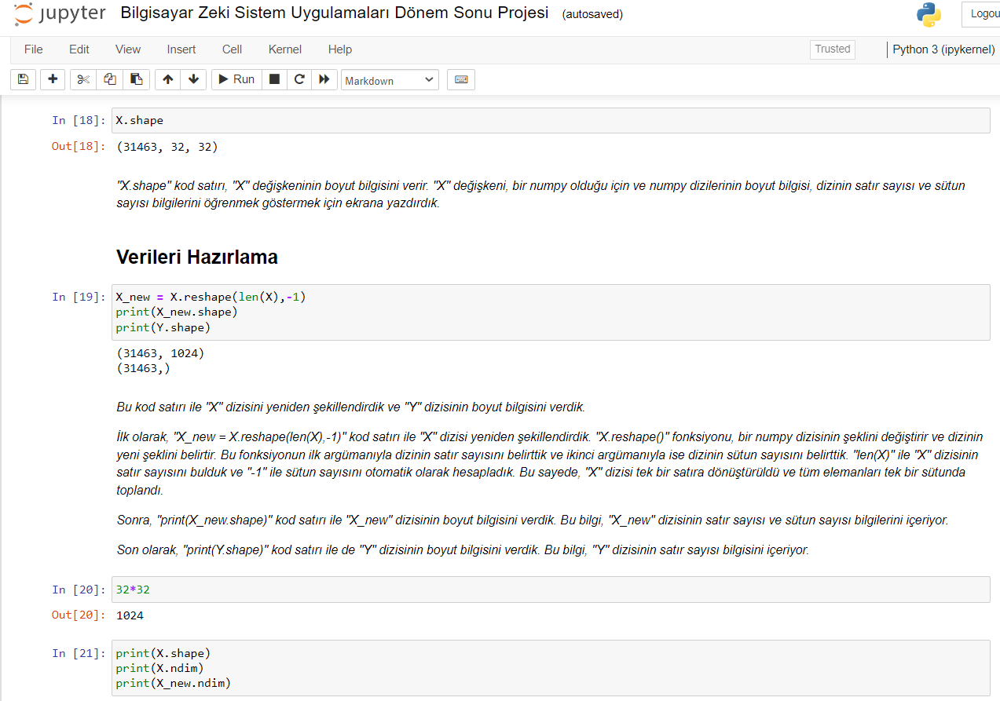 jupyter Bilgisayar Zeki Sistem Uygulamaları Dönem Sonu Projesi (autosaved)
Logou
File Edit View Insert Cell Kernel Help
Trusted
Python 3 (ipykernel)
Run
Markdown
In [18]: X.shape
Out[18]: (31463, 32, 32)
"X.shape" kod satırı, "X" değişkeninin boyut bilgisini verir. "X" değişkeni, bir numpy olduğu için ve numpy dizilerinin boyut bilgisi, dizinin satır sayısı ve sütun
sayısı bilgilerini öğrenmek göstermek için ekrana yazdırdık.
Verileri Hazırlama
In [19]: X_new = X.reshape(len(X),-1)
print(X_new.shape)
print(Y.shape)
(31463, 1024)
(31463,)
Bu kod satırı ile "X" dizisini yeniden şekillendirdik ve "Y" dizisinin boyut bilgisini verdik.
İlk olarak, "X_new = X.reshape(len(X),-1)" kod satırı ile "X" dizisi yeniden şekillendirdik. "X.reshape()" fonksiyonu, bir numpy dizisinin şeklini değiştirir ve dizinin
yeni şeklini belirtir. Bu fonksiyonun ilk argümanıyla dizinin satır sayısını belirttik ve ikinci argümanıyla ise dizinin sütun sayısını belirttik. "len(X)" ile "X" dizisinin
satır sayısını bulduk ve "-1" ile sütun sayısını otomatik olarak hesapladık. Bu sayede, "X" dizisi tek bir satıra dönüştürüldü ve tüm elemanları tek bir sütunda
toplandı.
Sonra, "print(X_new.shape)" kod satırı ile "X_new" dizisinin boyut bilgisini verdik. Bu bilgi, "X_new" dizisinin satır sayısı ve sütun sayısı bilgilerini içeriyor.
Son olarak, "print(Y.shape)" kod satırı ile de "Y" dizisinin boyut bilgisini verdik. Bu bilgi, "Y" dizisinin satır sayısı bilgisini içeriyor.
In [20]: 32*32
Out[20]: 1024
In [21]: print(X.shape)
print(X.ndim)
print(X_new.ndim)